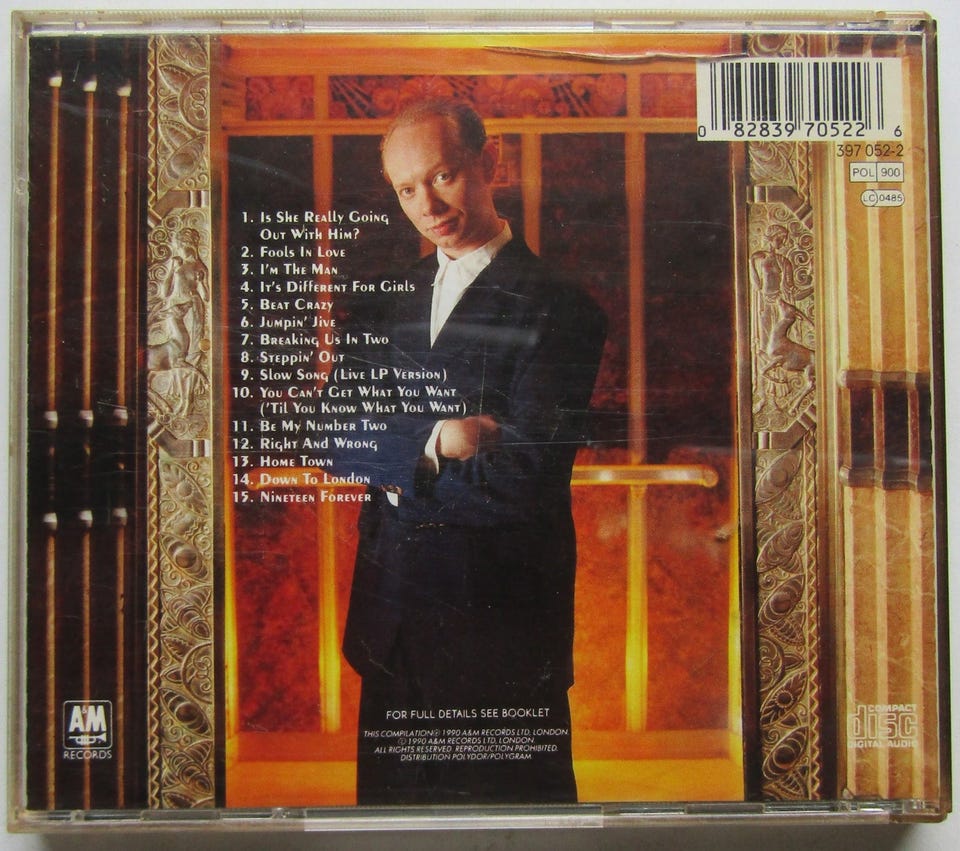 0 82839 70522 6
397 052-2
POL 900
LC 0485
1. Is She Really Going
Out With Him?
2. Fools In Love
3. I'm The Man
4. It's Different For Girls
5. Beat Crazy
6. Jumpin' Jive
7. Breaking Us In Two
8. Steppin' Out
9. Slow Song (Live LP Version)
10. You Can't Get What You Want
('Til You Know What You Want)
11. Be My Number Two
12. Right And Wrong
13. Home Town
14. Down To London
15. Nineteen Forever
FOR FULL DETAILS SEE BOOKLET
THIS COMPILATION ℗ 1990 A&M RECORDS LTD, LONDON.
© 1990 A&M RECORDS LTD, LONDON.
ALL RIGHTS RESERVED. REPRODUCTION PROHIBITED.
DISTRIBUTION POLYDOR/POLYGRAM
A&M
RECORDS
COMPACT
disc
DIGITAL AUDIO